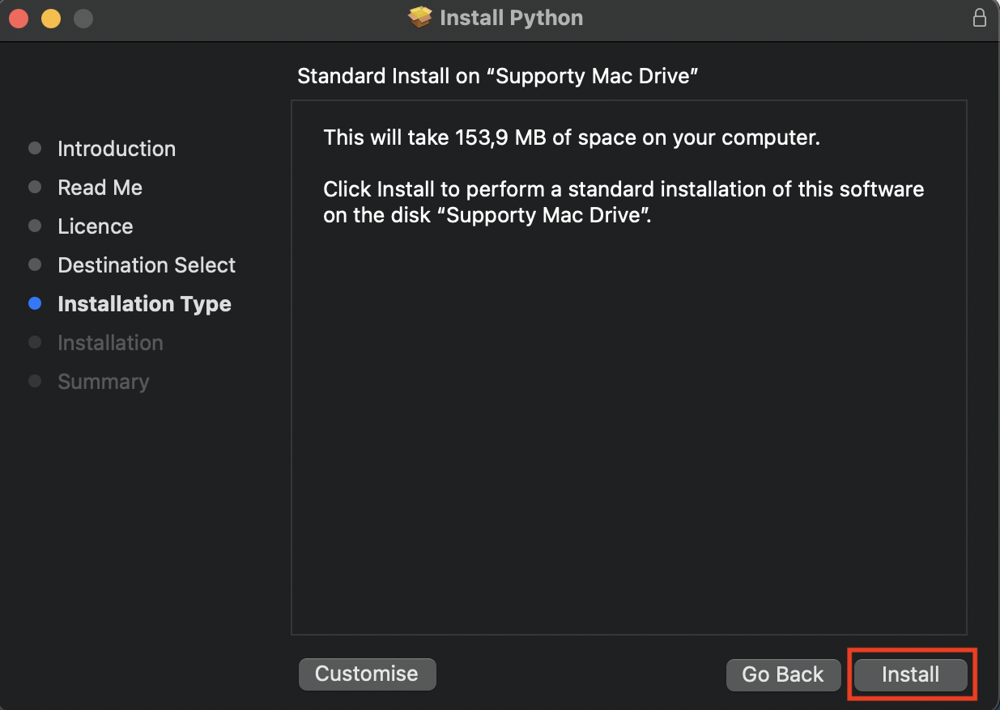 Install Python
Standard Install on “Supporty Mac Drive”
Introduction
Read Me
Licence
Destination Select
Installation Type
Installation
Summary
This will take 153,9 MB of space on your computer.
Click Install to perform a standard installation of this software
on the disk “Supporty Mac Drive”.
Customise
Go Back
Install